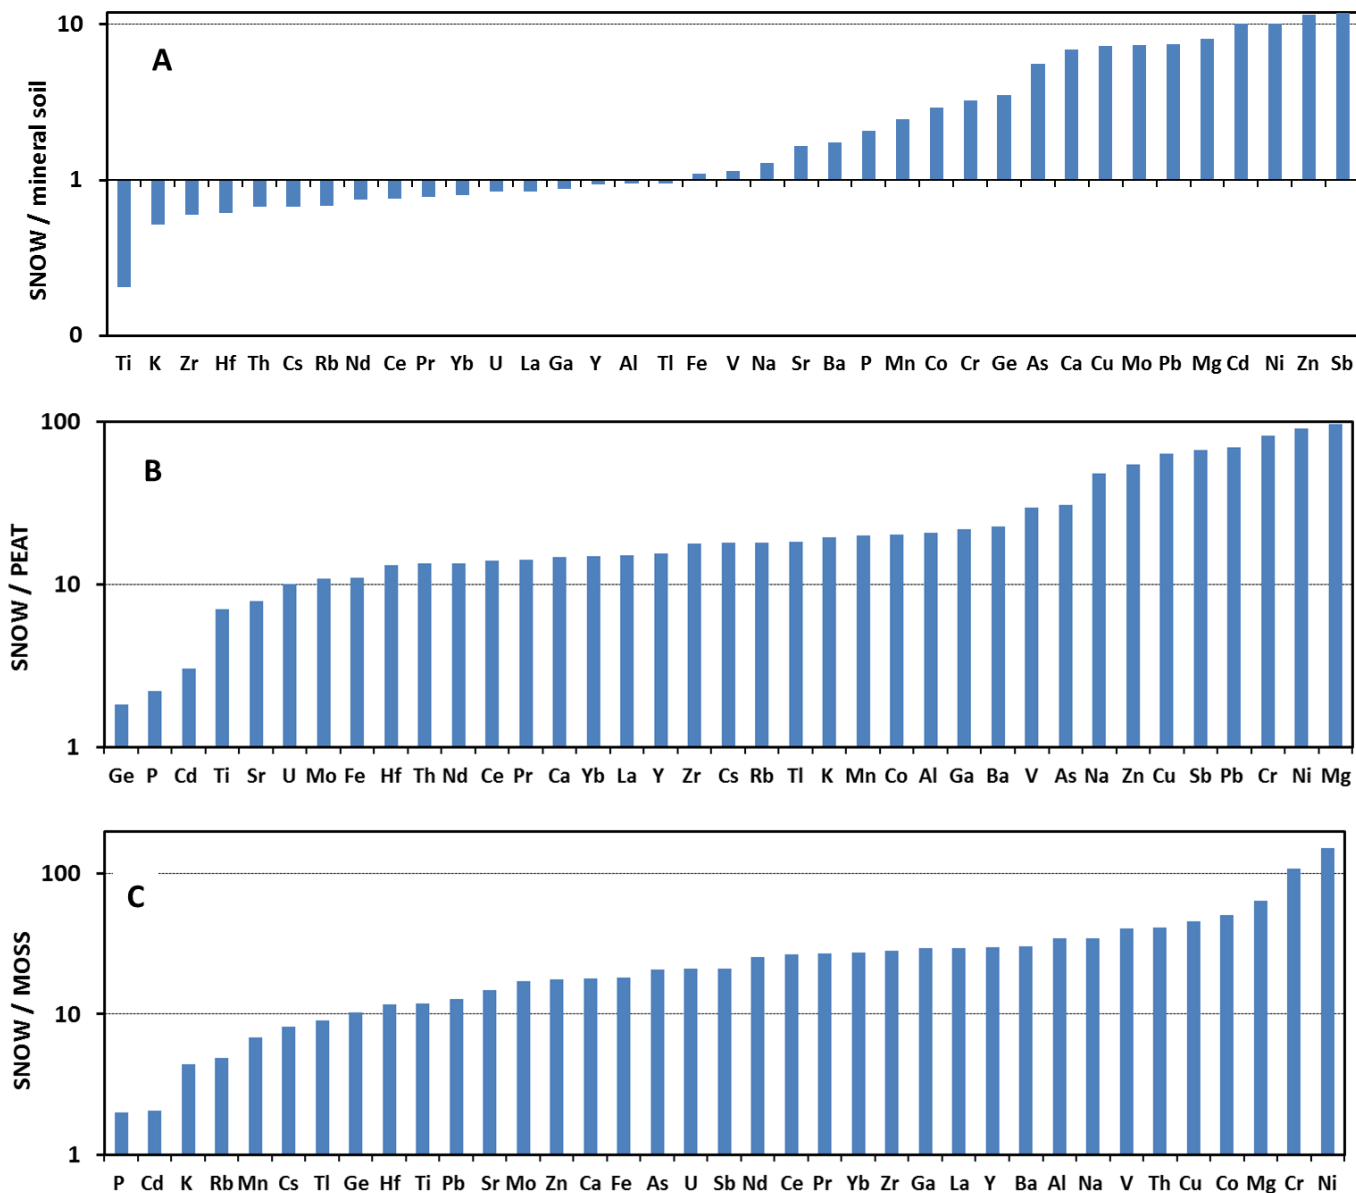 10
A
SNOW / mineral soil
1
0
Ti K Zr Hf Th Cs Rb Nd Ce Pr Yb U La Ga Y Al Tl Fe V Na Sr Ba P Mn Co Cr Ge As Ca Cu Mo Pb Mg Cd Ni Zn Sb
100
B
SNOW / PEAT
10
1
Ge P Cd Ti Sr U Mo Fe Hf Th Nd Ce Pr Ca Yb La Y Zr Cs Rb Tl K Mn Co Al Ga Ba V As Na Zn Cu Sb Pb Cr Ni Mg
100
C
SNOW / MOSS
10
1
P Cd K Rb Mn Cs Tl Ge Hf Ti Pb Sr Mo Zn Ca Fe As U Sb Nd Ce Pr Yb Zr Ga La Y Ba Al Na V Th Cu Co Mg Cr Ni